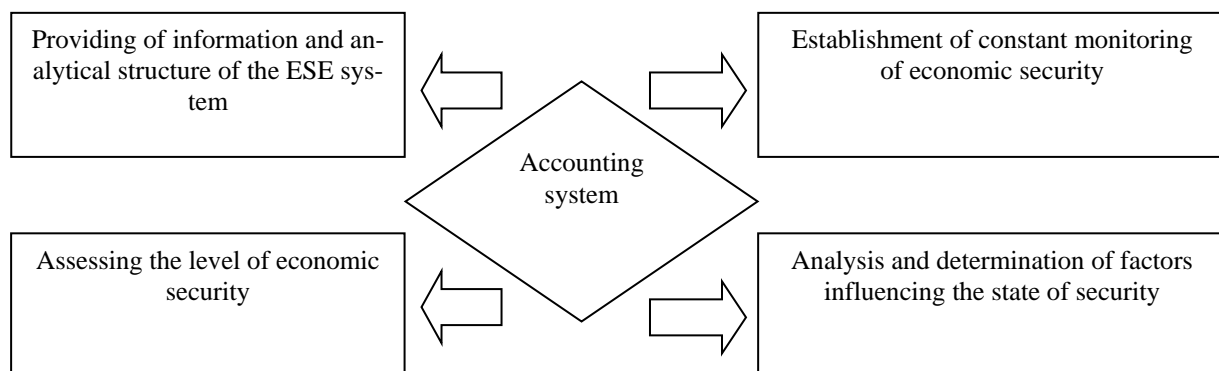 Providing of information and an-
alytical structure of the ESE sys-
tem
Establishment of constant monitoring
of economic security
Accounting
system
Assessing the level of economic
security
Analysis and determination of factors
influencing the state of security